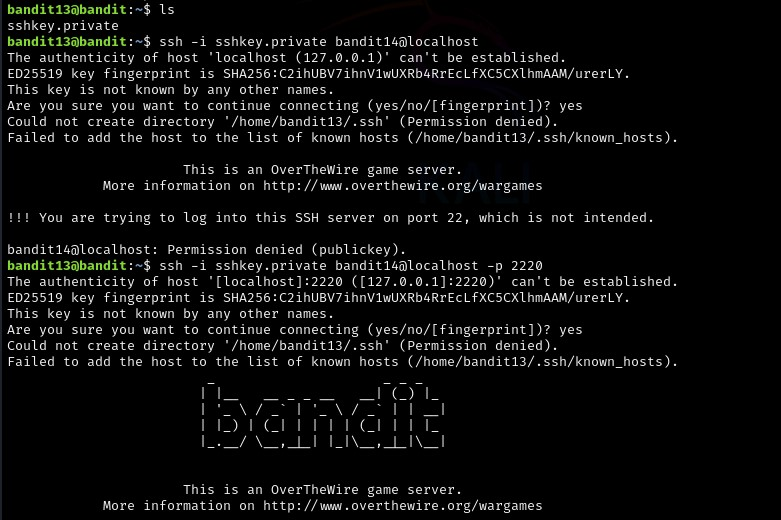 bandit13@bandit:~$ ls
sshkey.private
bandit13@bandit:~$ ssh -i sshkey.private bandit14@localhost
The authenticity of host 'localhost (127.0.0.1)' can't be established.
ED25519 key fingerprint is SHA256:C2ihUBV7ihnV1wUXRb4RrEcLfXC5CXlhmAAM/urerLY.
This key is not known by any other names.
Are you sure you want to continue connecting (yes/no/[fingerprint])? yes
Could not create directory '/home/bandit13/.ssh' (Permission denied).
Failed to add the host to the list of known hosts (/home/bandit13/.ssh/known_hosts).
This is an OverTheWire game server.
More information on http://www.overthewire.org/wargames
!!! You are trying to log into this SSH server on port 22, which is not intended.
bandit14@localhost: Permission denied (publickey).
bandit13@bandit:~$ ssh -i sshkey.private bandit14@localhost -p 2220
The authenticity of host '[localhost]:2220 ([127.0.0.1]:2220)' can't be established.
ED25519 key fingerprint is SHA256:C2ihUBV7ihnV1wUXRb4RrEcLfXC5CXlhmAAM/urerLY.
This key is not known by any other names.
Are you sure you want to continue connecting (yes/no/[fingerprint])? yes
Could not create directory '/home/bandit13/.ssh' (Permission denied).
Failed to add the host to the list of known hosts (/home/bandit13/.ssh/known_hosts).
bandit
This is an OverTheWire game server.
More information on http://www.overthewire.org/wargames